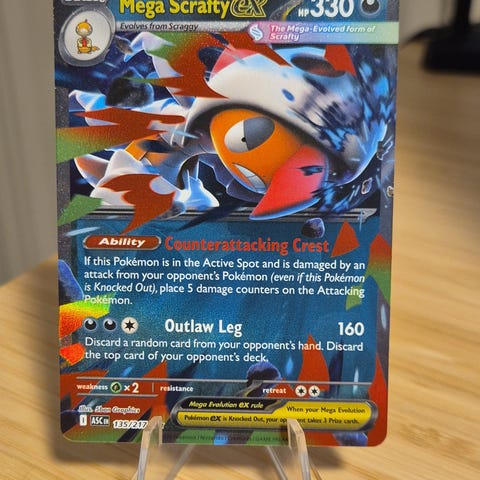 Mega Scrafty ex HP 330
Evolves from Scraggy
The Mega-Evolved form of
Scrafty
Ability Counterattacking Crest
If this Pokémon is in the Active Spot and is damaged by an
attack from your opponent's Pokémon (even if this Pokémon
is Knocked Out), place 5 damage counters on the Attacking
Pokémon.
Outlaw Leg 160
Discard a random card from your opponent's hand. Discard
the top card of your opponent's deck.
weakness ×2 resistance retreat
Illus. 5ban Graphics
Mega Evolution ex rule
When your Mega Evolution
Pokémon ex is Knocked Out, your opponent takes 3 Prize cards.
I ASC EN 135/217